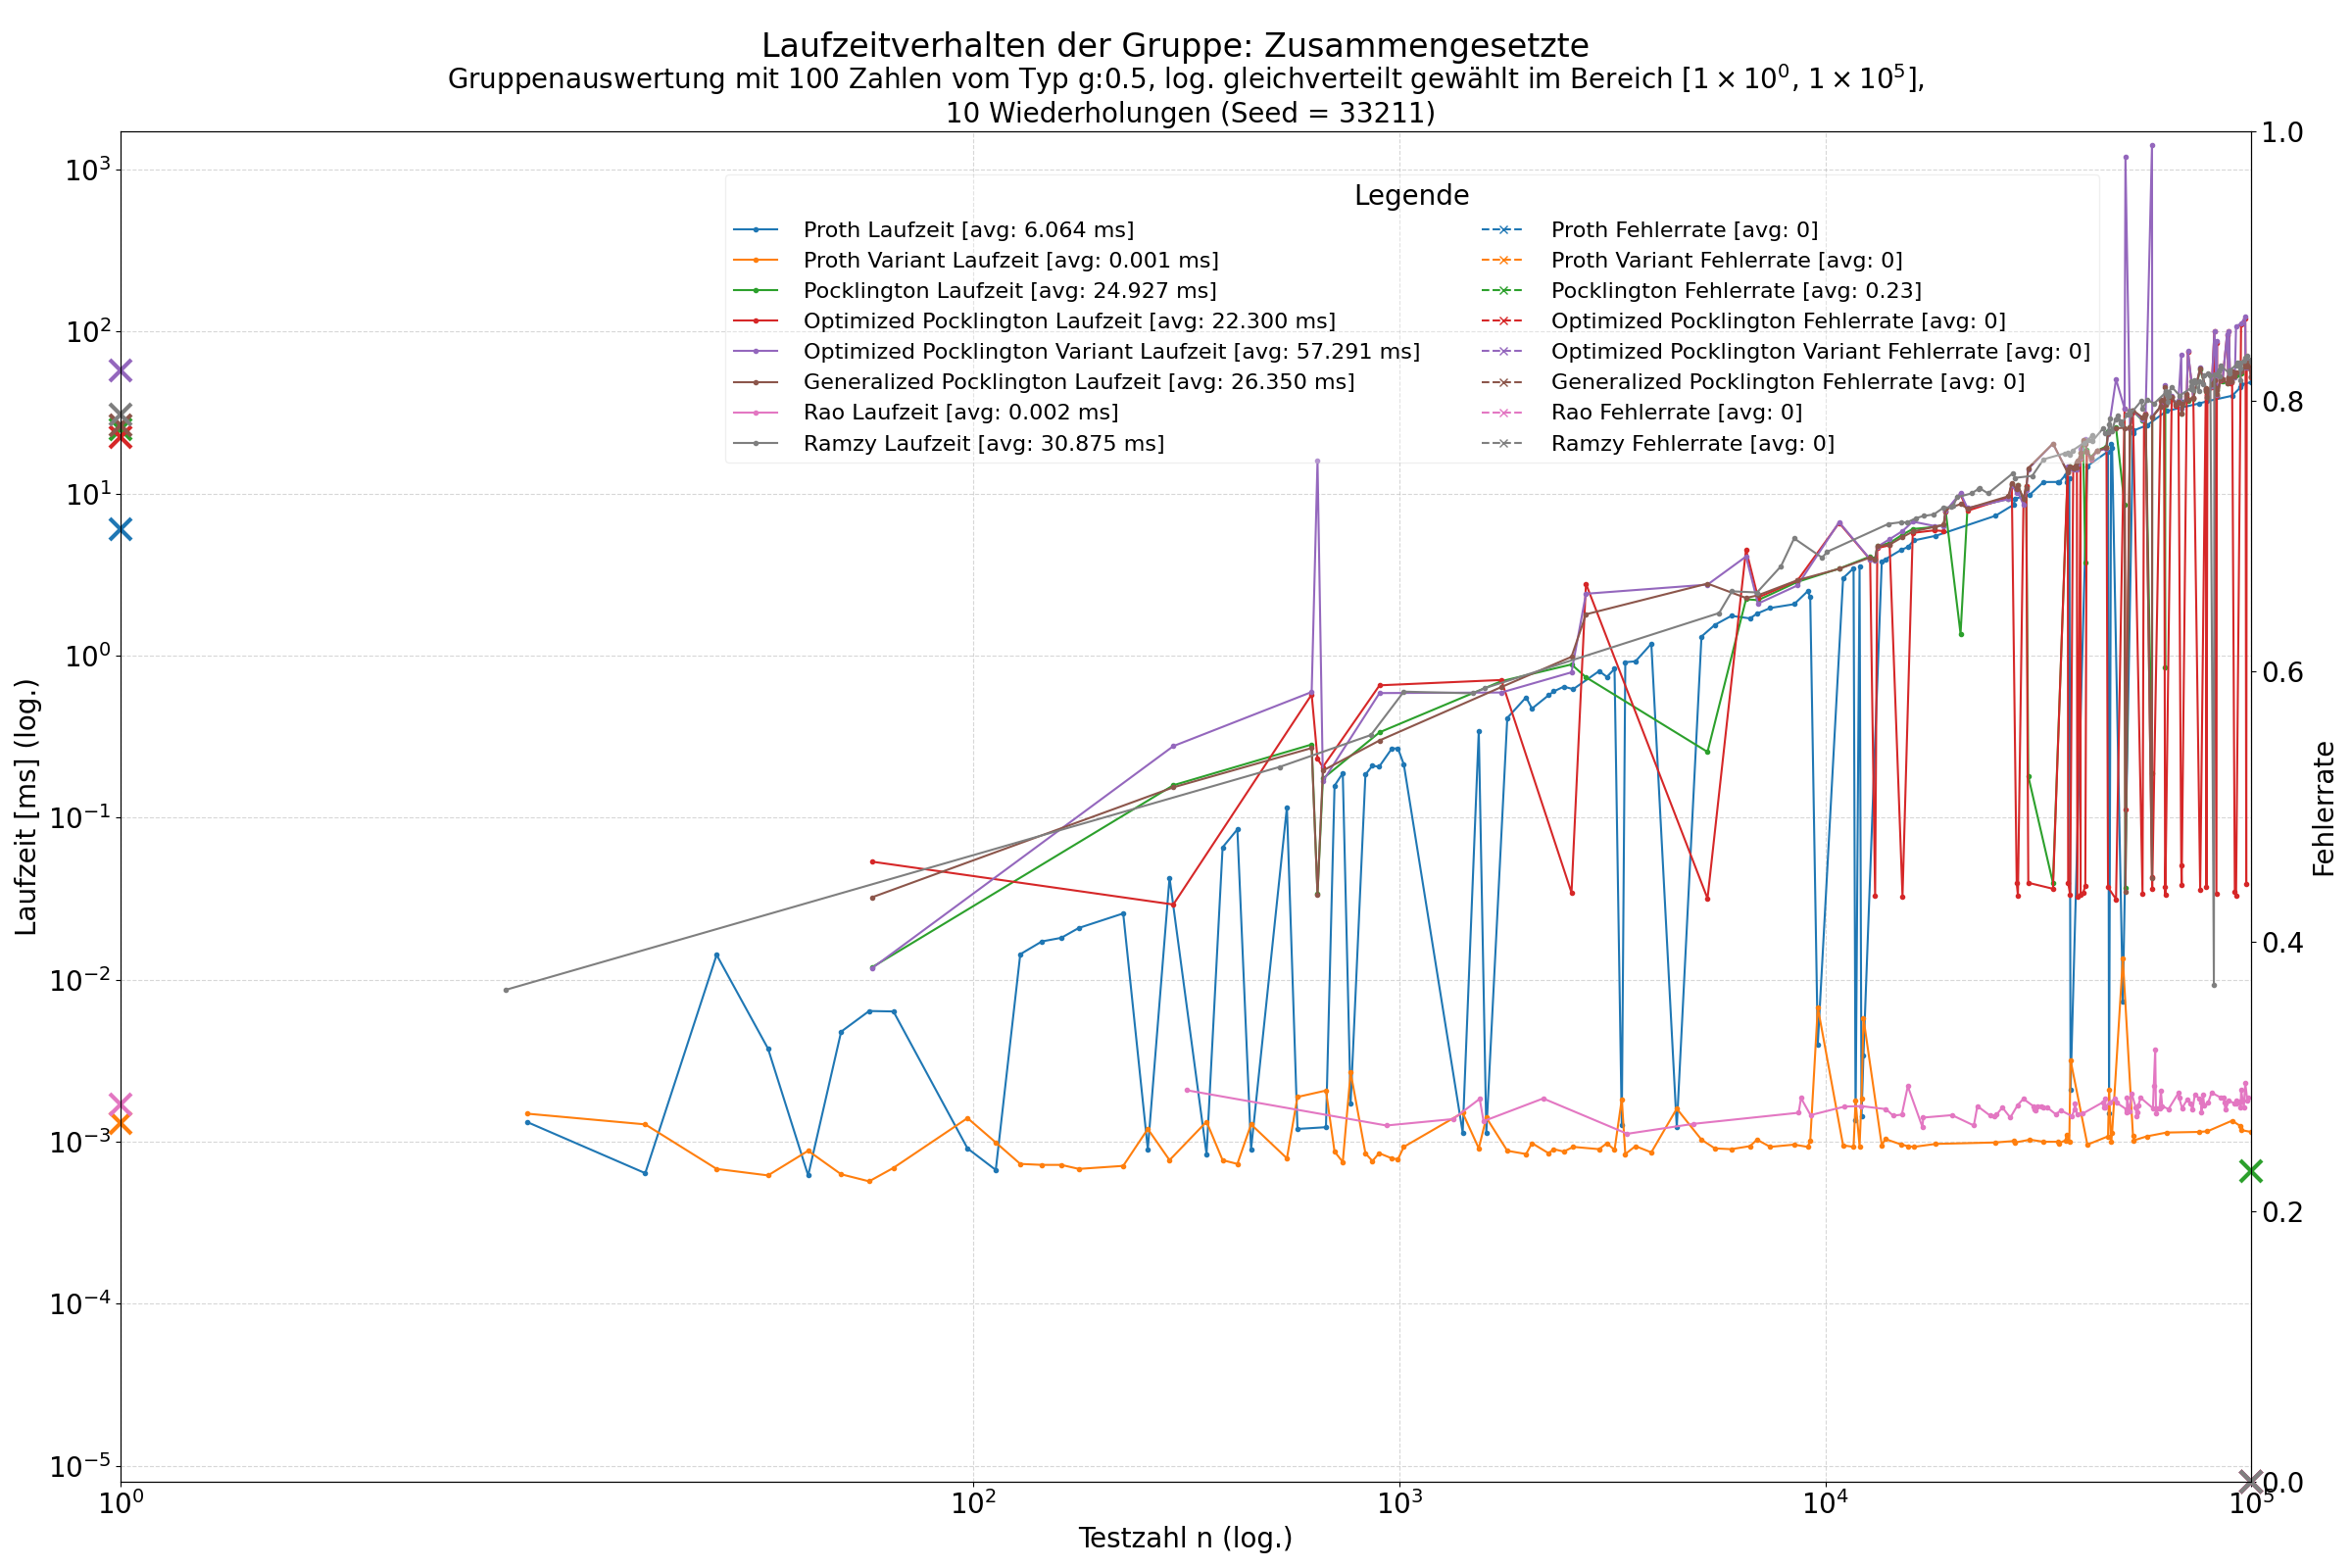 Laufzeitverhalten der Gruppe: Zusammengesetzte
Gruppenauswertung mit 100 Zahlen vom Typ g:0.5, log. gleichverteilt gewählt im Bereich [1 × 10⁰, 1 × 10⁵],
10 Wiederholungen (Seed = 33211)
Legende
Proth Laufzeit [avg: 6.064 ms]
Proth Variant Laufzeit [avg: 0.001 ms]
Pocklington Laufzeit [avg: 24.927 ms]
Optimized Pocklington Laufzeit [avg: 22.300 ms]
Optimized Pocklington Variant Laufzeit [avg: 57.291 ms]
Generalized Pocklington Laufzeit [avg: 26.350 ms]
Rao Laufzeit [avg: 0.002 ms]
Ramzy Laufzeit [avg: 30.875 ms]
Proth Fehlerrate [avg: 0]
Proth Variant Fehlerrate [avg: 0]
Pocklington Fehlerrate [avg: 0.23]
Optimized Pocklington Fehlerrate [avg: 0]
Optimized Pocklington Variant Fehlerrate [avg: 0]
Generalized Pocklington Fehlerrate [avg: 0]
Rao Fehlerrate [avg: 0]
Ramzy Fehlerrate [avg: 0]
Laufzeit [ms] (log.)
10³
10²
10¹
10⁰
10⁻¹
10⁻²
10⁻³
10⁻⁴
10⁻⁵
10⁰
10²
10³
10⁴
10⁵
Testzahl n (log.)
1.0
0.8
0.6
0.4
0.2
0.0
Fehlerrate